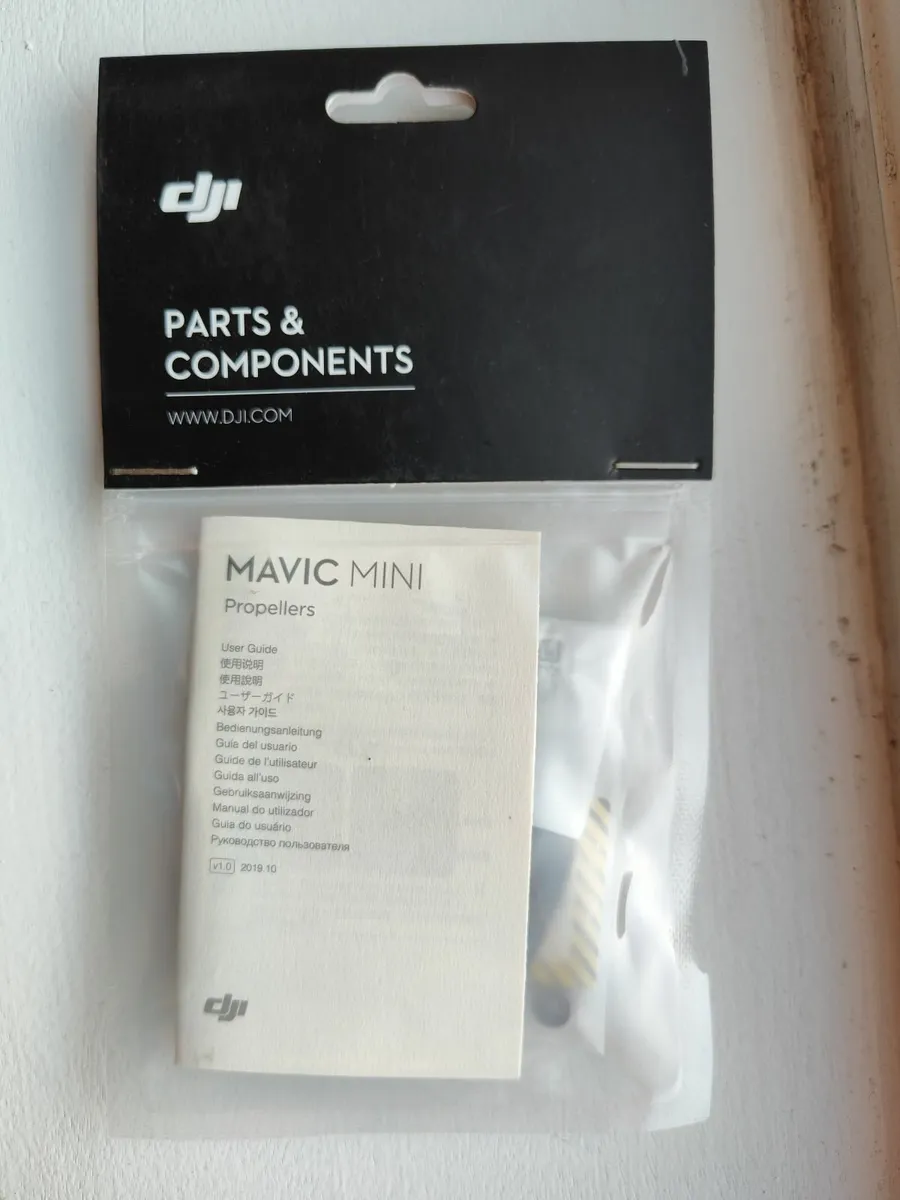 dji
PARTS &
COMPONENTS
WWW.DJI.COM
MAVIC MINI
Propellers
User Guide
使用说明
使用說明
ユーザーガイド
사용자 가이드
Bedienungsanleitung
Guía del usuario
Guide de l'utilisateur
Guida all'uso
Gebruiksaanwijzing
Manual do utilizador
Guia do usuário
Руководство пользователя
v1.0 2019.10
dji